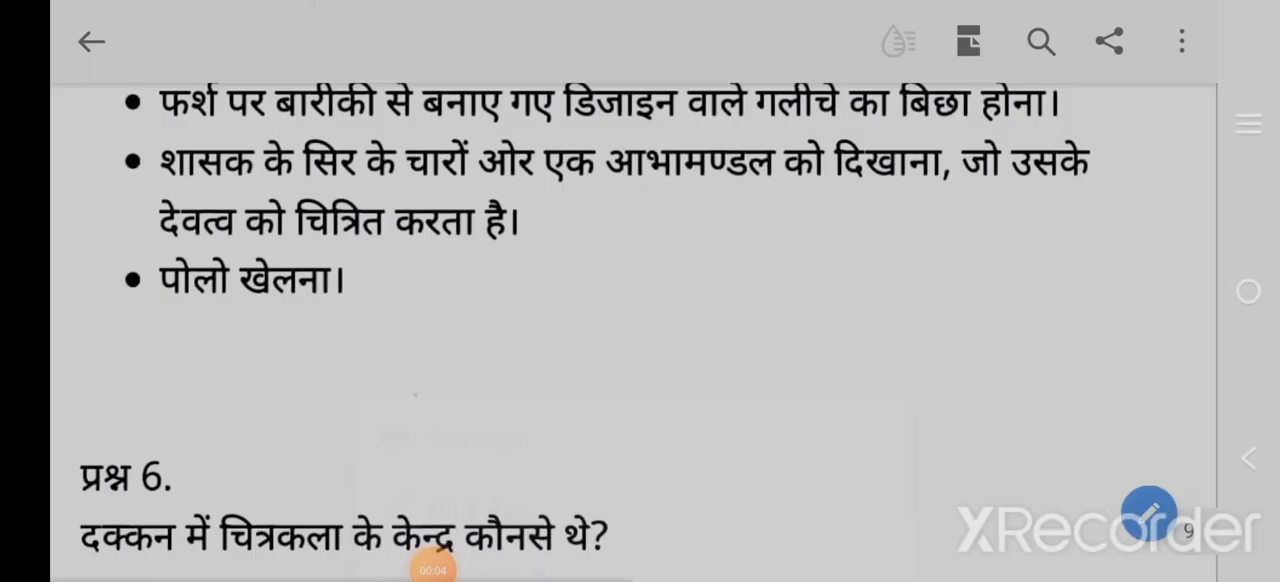 • फर्श पर बारीकी से बनाए गए डिजाइन वाले गलीचे का बिछा होना।
• शासक के सिर के चारों ओर एक आभामण्डल को दिखाना, जो उसके
देवत्व को चित्रित करता है।
• पोलो खेलना।
प्रश्न 6.
दक्कन में चित्रकला के केन्द्र कौनसे थे?
XRecorder
9
00:04